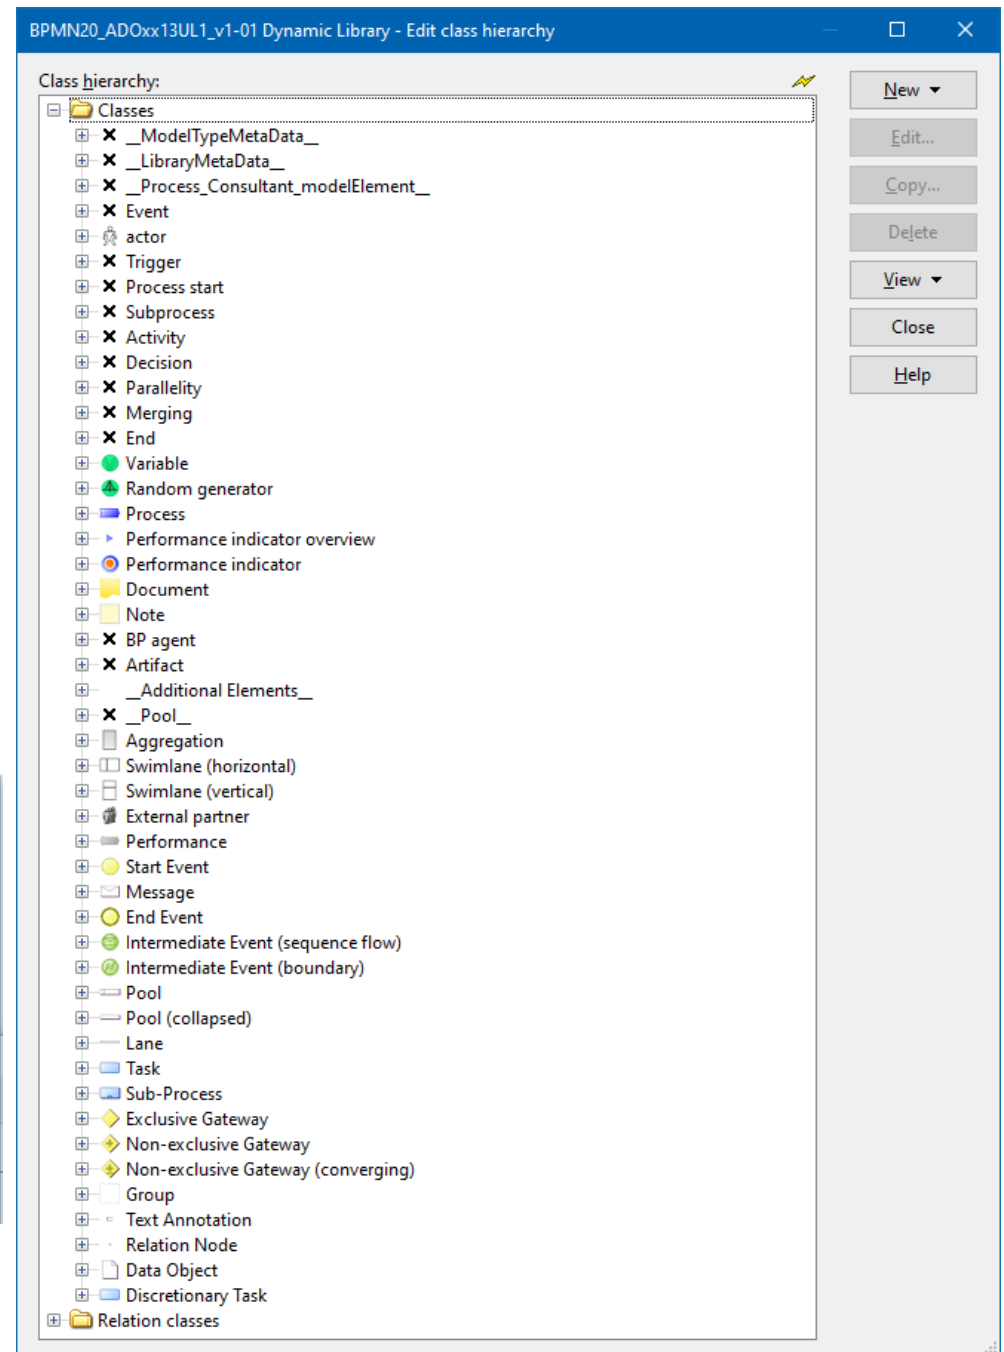 BPMN20_ADOxx13UL1_v1-01 Dynamic Library - Edit class hierarchy
Class hierarchy:
Classes
__ModelTypeMetaData__
__LibraryMetaData__
__Process_Consultant_modelElement__
Event
actor
Trigger
Process start
Subprocess
Activity
Decision
Parallelity
Merging
End
Variable
Random generator
Process
Performance indicator overview
Performance indicator
Document
Note
BP agent
Artifact
__Additional Elements__
__Pool__
Aggregation
Swimlane (horizontal)
Swimlane (vertical)
External partner
Performance
Start Event
Message
End Event
Intermediate Event (sequence flow)
Intermediate Event (boundary)
Pool
Pool (collapsed)
Lane
Task
Sub-Process
Exclusive Gateway
Non-exclusive Gateway
Non-exclusive Gateway (converging)
Group
Text Annotation
Relation Node
Data Object
Discretionary Task
Relation classes
New
Edit...
Copy...
Delete
View
Close
Help